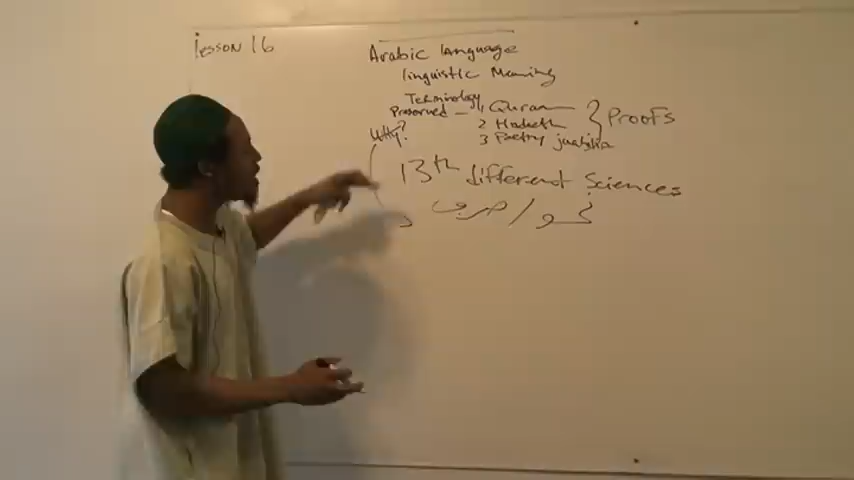 lesson 16
Arabic language
linguistic Meaning
Terminology
Preserved — 1 Quran
2 Hadeeth
3 Poetry jaahilia
} Proofs
Why?
13th different Sciences
نحو / صرف